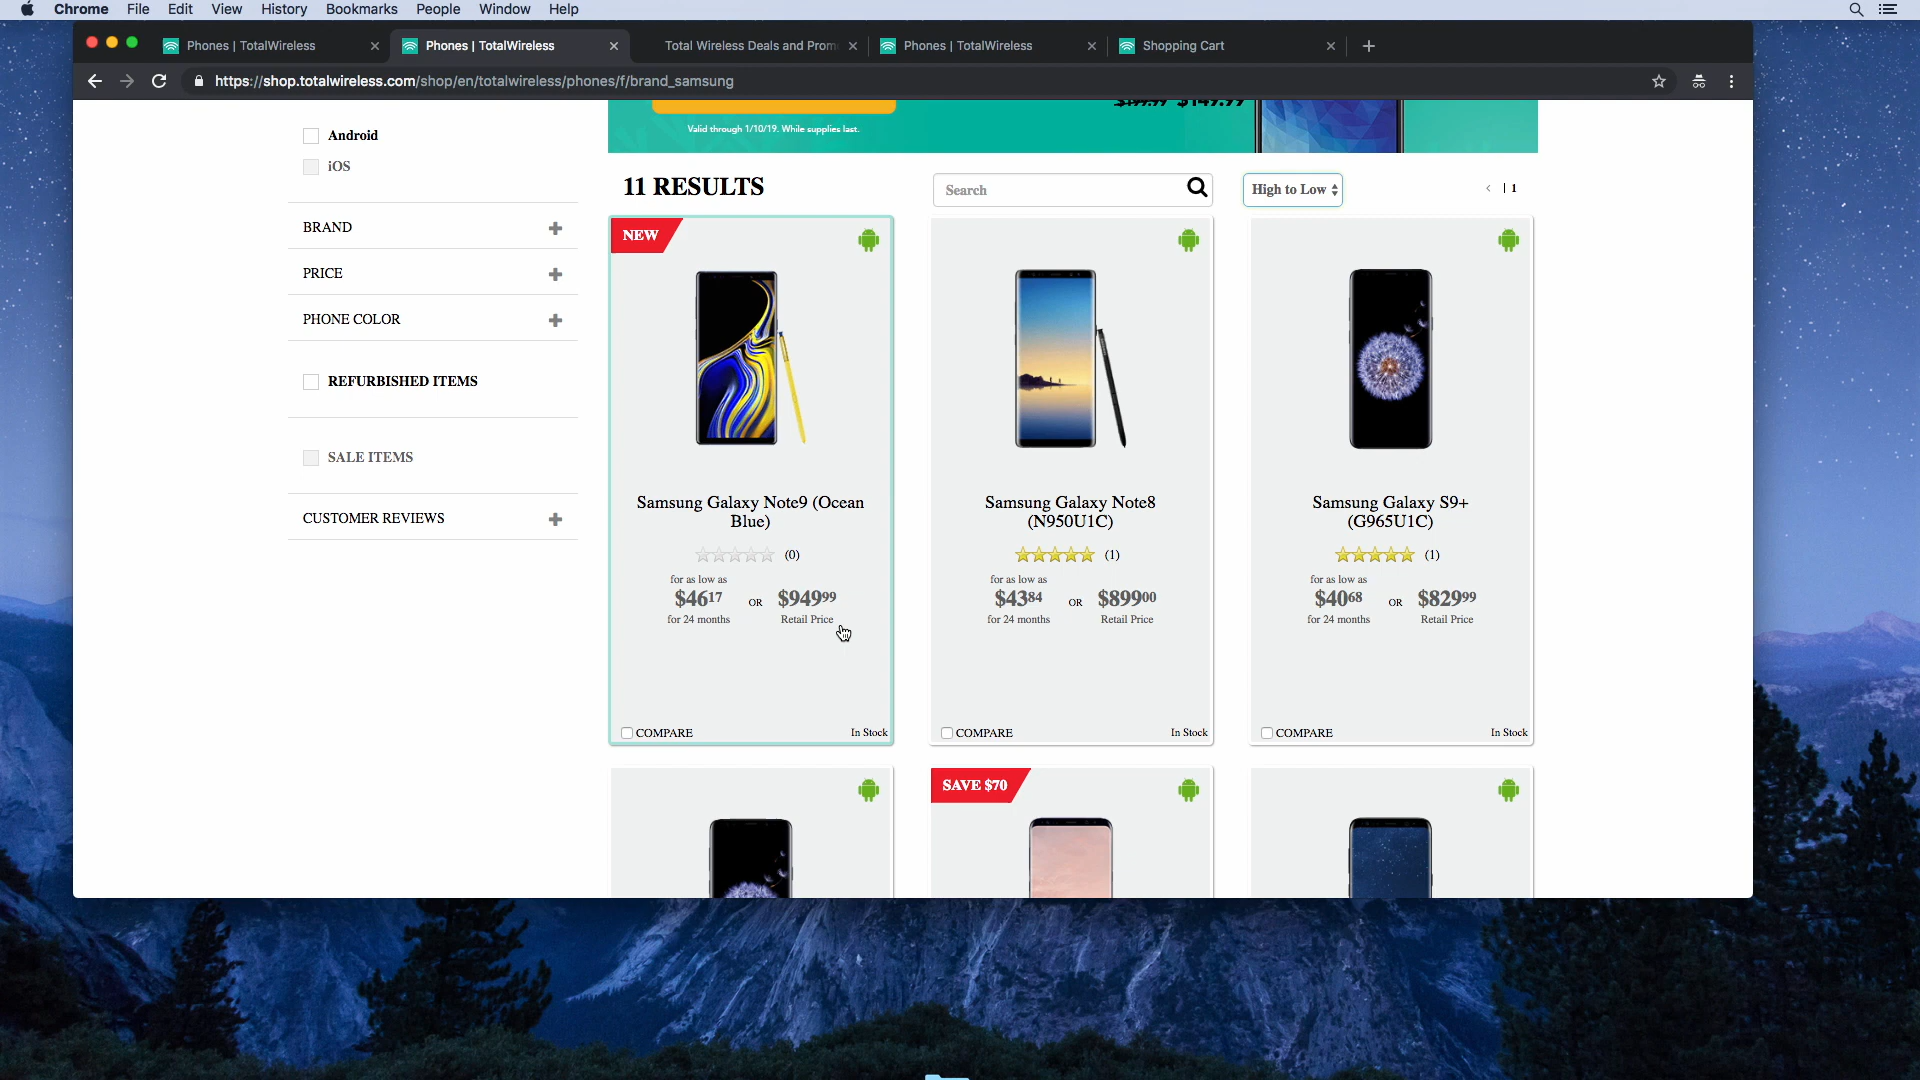 Chrome File Edit View History Bookmarks People Window Help
Phones | TotalWireless
Phones | TotalWireless
Total Wireless Deals and Prom
Phones | TotalWireless
Shopping Cart
https://shop.totalwireless.com/shop/en/totalwireless/phones/f/brand_samsung
$199.99 $149.99
Valid through 1/10/19. While supplies last.
Android
iOS
BRAND
PRICE
PHONE COLOR
REFURBISHED ITEMS
SALE ITEMS
CUSTOMER REVIEWS
11 RESULTS
Search
High to Low
< | 1
NEW
Samsung Galaxy Note9 (Ocean
Blue)
(0)
for as low as
$4617 OR $94999
for 24 months Retail Price
COMPARE In Stock
Samsung Galaxy Note8
(N950U1C)
(1)
for as low as
$4384 OR $89900
for 24 months Retail Price
COMPARE In Stock
Samsung Galaxy S9+
(G965U1C)
(1)
for as low as
$4068 OR $82999
for 24 months Retail Price
COMPARE In Stock
SAVE $70